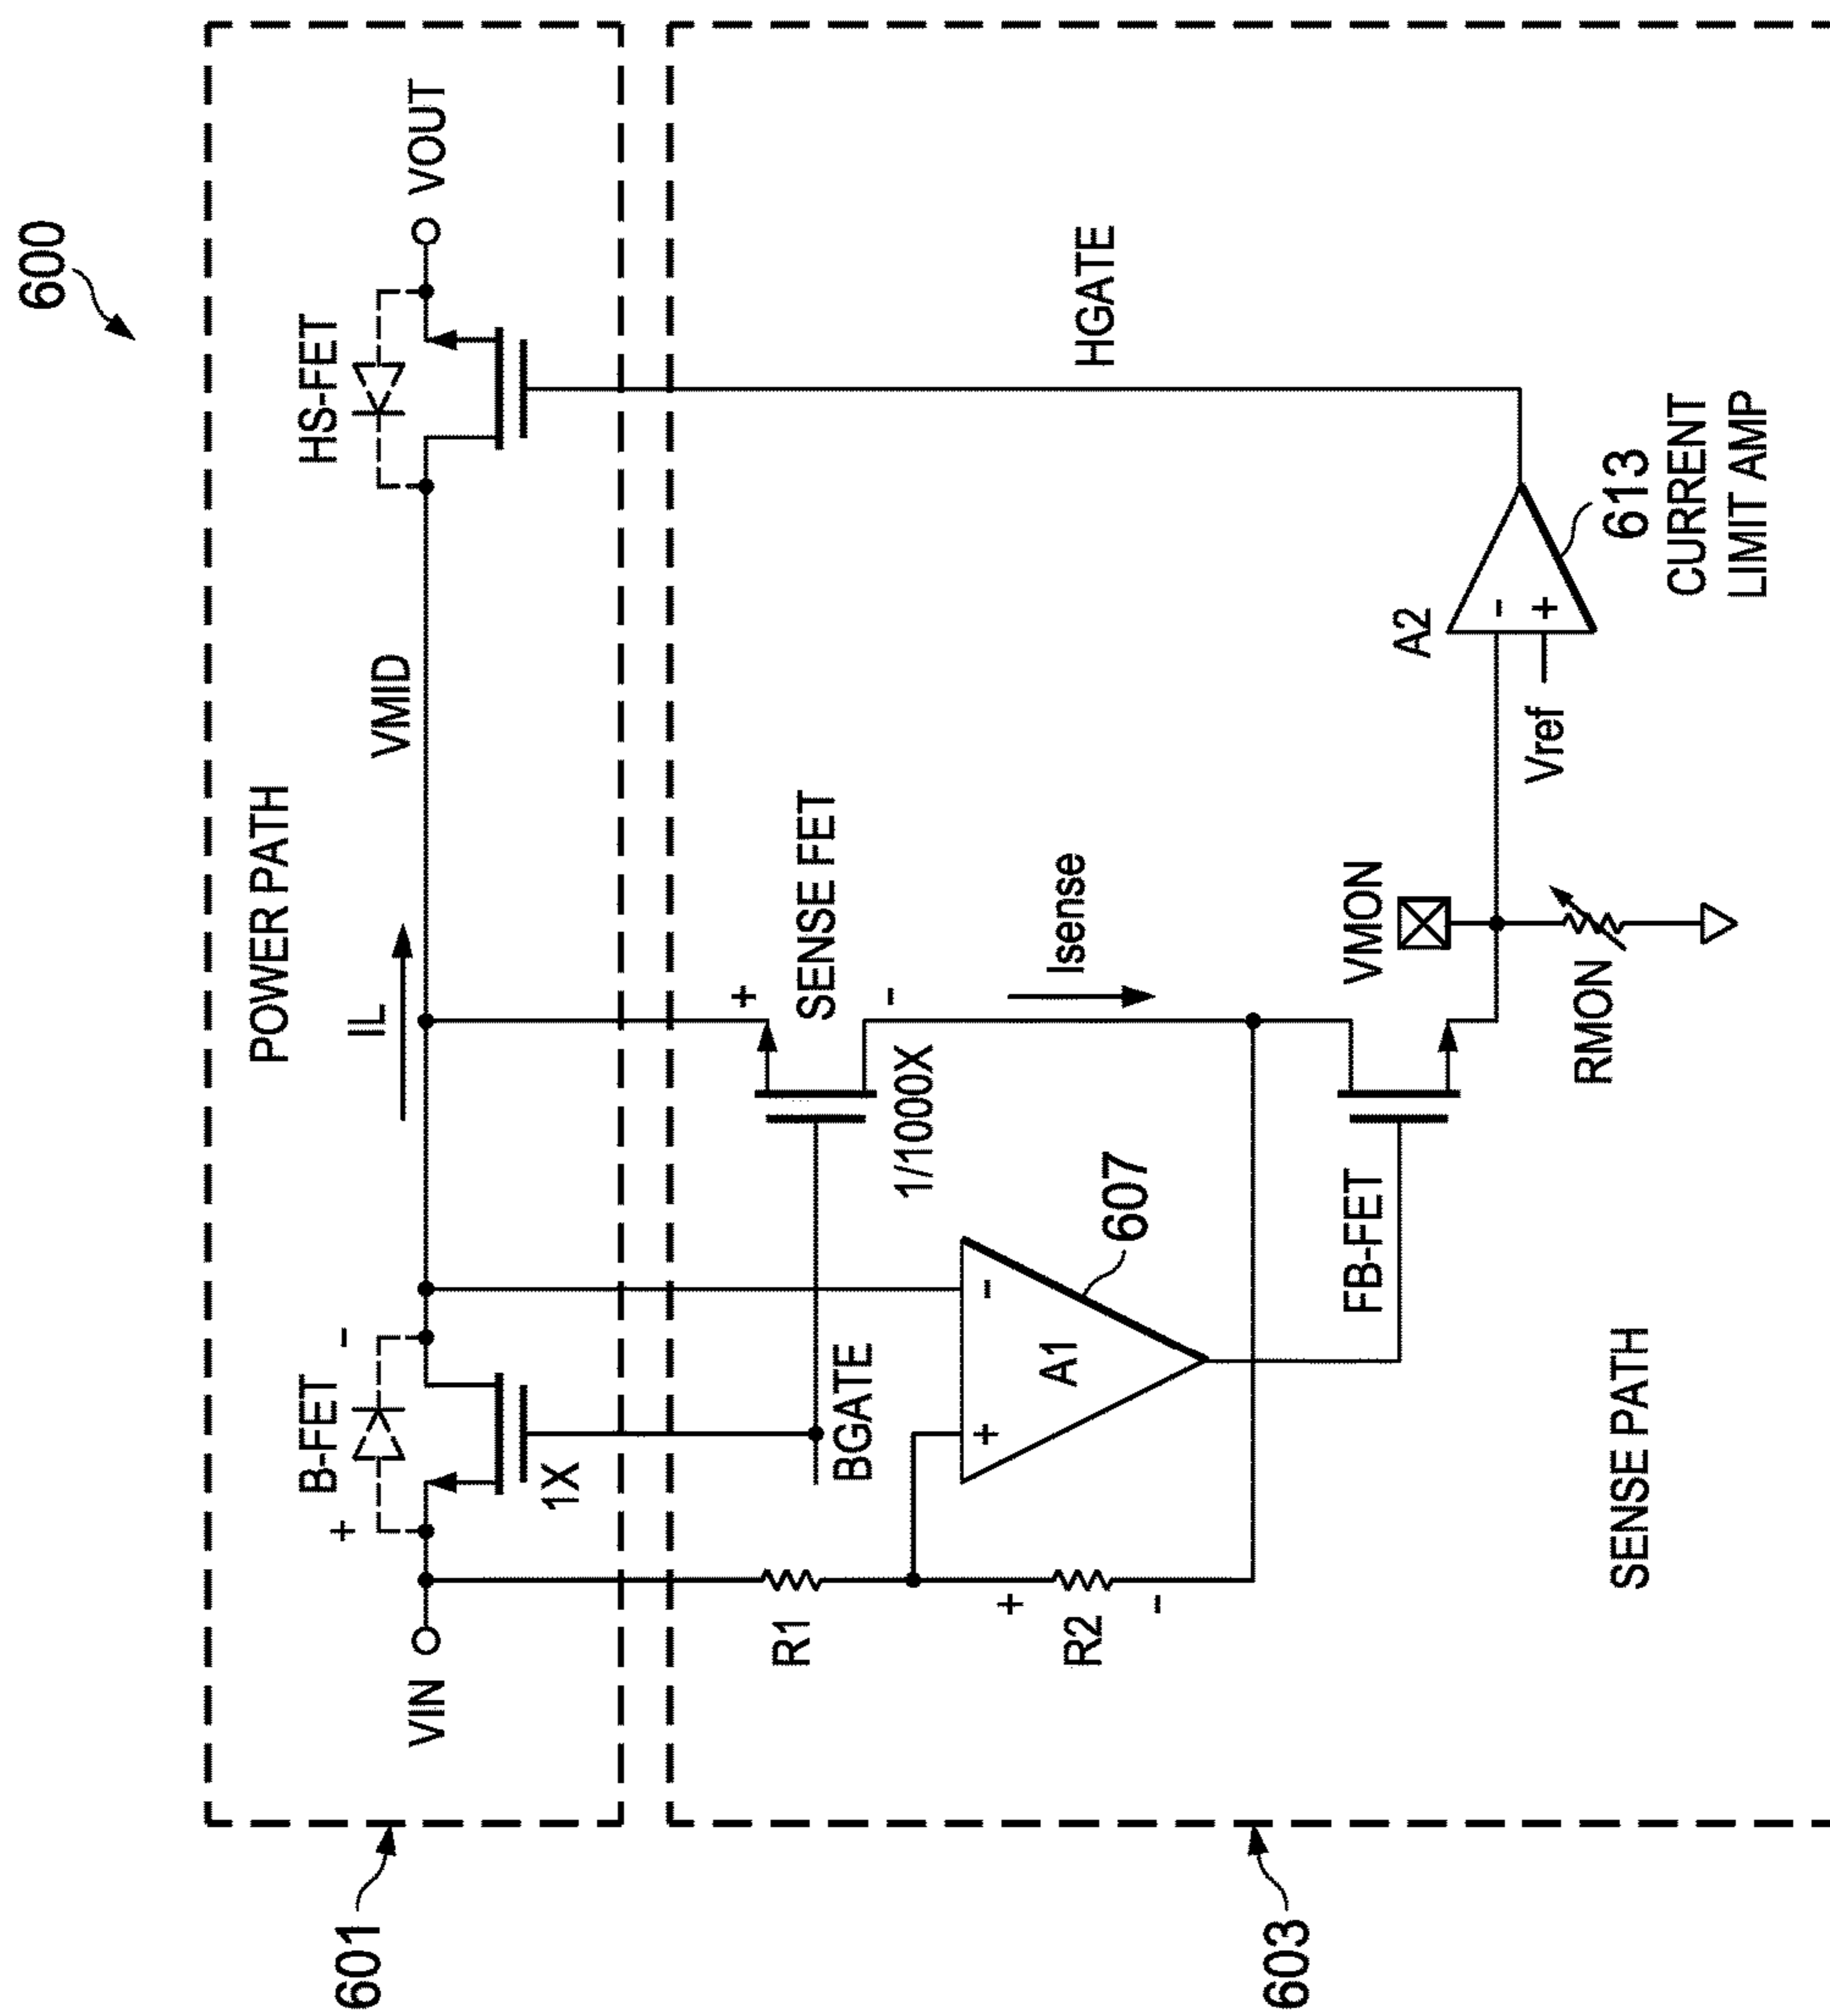 600
601
POWER PATH
B-FET
HS-FET
+
-
IL
VMID
VIN
VOUT
1X
603
R1
+
R2
-
BGATE
+
-
A1
607
+
SENSE FET
-
1/1000X
Isense
HGATE
FB-FET
VMON
RMON
A2
-
+
Vref
613
CURRENT
LIMIT AMP
SENSE PATH